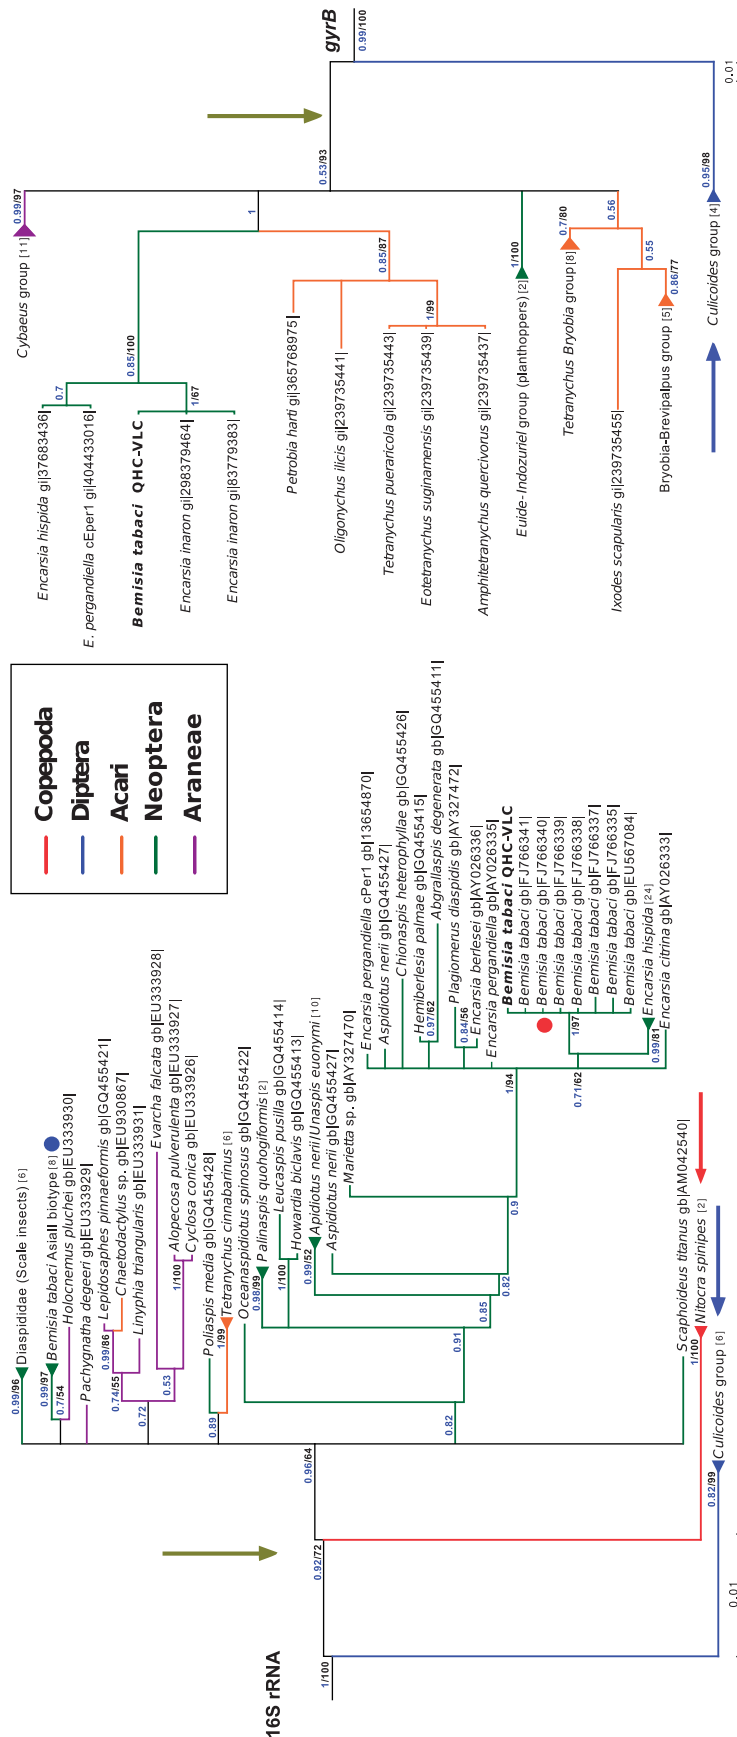 16S rRNA
1/100
0.92/72
0.96/64
0.99/96
Diaspididae (Scale insects) [6]
0.99/97
Bemisia tabaci AsiaII biotype [8]
0.7/54
Holocnemus pluchei gb|EU333930|
Pachygnatha degeeri gb|EU333929|
Lepidosaphes pinnaeformis gb|GQ455421|
0.99/86
Chaetodactylus sp. gb|EU930867|
0.74/55
Linyphia triangularis gb|EU333931|
0.72
Evarcha falcata gb|EU333928|
0.53
Alopecosa pulverulenta gb|EU333927|
1/100
Cyclosa conica gb|EU333926|
Poliaspis media gb|GQ455428|
0.89
1/99
Tetranychus cinnabarinus [6]
Oceanaspidiotus spinosus gb|GQ455422|
0.82
0.98/99
Palinaspis quohogiformis [2]
0.91
Leucaspis pusilla gb|GQ455414|
1/100
Howardia biclavis gb|GQ455413|
0.85
0.99/52
Apidiotus nerii/Unaspis euonymi [10]
0.82
Aspidiotus nerii gb|GQ455427|
0.9
Marietta sp. gb|AY327470|
1/94
Encarsia pergandiella cPer1 gb|13654870|
Aspidiotus nerii gb|GQ455427|
Chionaspis heterophyllae gb|GQ455426|
Hemiberlesia palmae gb|GQ455415|
0.97/62
Abgrallaspis degenerata gb|GQ455411|
Plagiomerus diaspidis gb|AY327472|
0.84/56
Encarsia berlesei gb|AY026336|
Encarsia pergandiella gb|AY026335|
Bemisia tabaci QHC-VLC
Bemisia tabaci gb|FJ766341|
Bemisia tabaci gb|FJ766340|
Bemisia tabaci gb|FJ766339|
Bemisia tabaci gb|FJ766338|
1/97
Bemisia tabaci gb|FJ766337|
Bemisia tabaci gb|FJ766335|
Bemisia tabaci gb|EU567084|
0.71/62
Encarsia hispida [24]
0.99/81
Encarsia citrina gb|AY026333|
Scaphoideus titanus gb|AM042540|
1/100
Nitocra spinipes [2]
0.82/99
Culicoides group [6]
0.01
Copepoda
Diptera
Acari
Neoptera
Araneae
gyrB
0.99/100
0.53/93
0.99/97
Cybaeus group [11]
1
0.85/100
0.7
Encarsia hispida gi|37683436|
E. pergandiella cEper1 gi|404433016|
Bemisia tabaci QHC-VLC
1/67
Encarsia inaron gi|298379464|
Encarsia inaron gi|83779383|
0.85/87
Petrobia harti gi|365768975|
Oligonychus ilicis gi|239735441|
1/99
Tetranychus pueraricola gi|239735443|
Eotetranychus suginamensis gi|239735439|
Amphitetranychus quercivorus gi|239735437|
1/100
Euide-Indozuriel group (planthoppers) [2]
0.56
0.7/80
Tetranychus Bryobia group [8]
0.55
Ixodes scapularis gi|239735455|
0.86/77
Bryobia-Brevipalpus group [5]
0.95/98
Culicoides group [4]
0.01